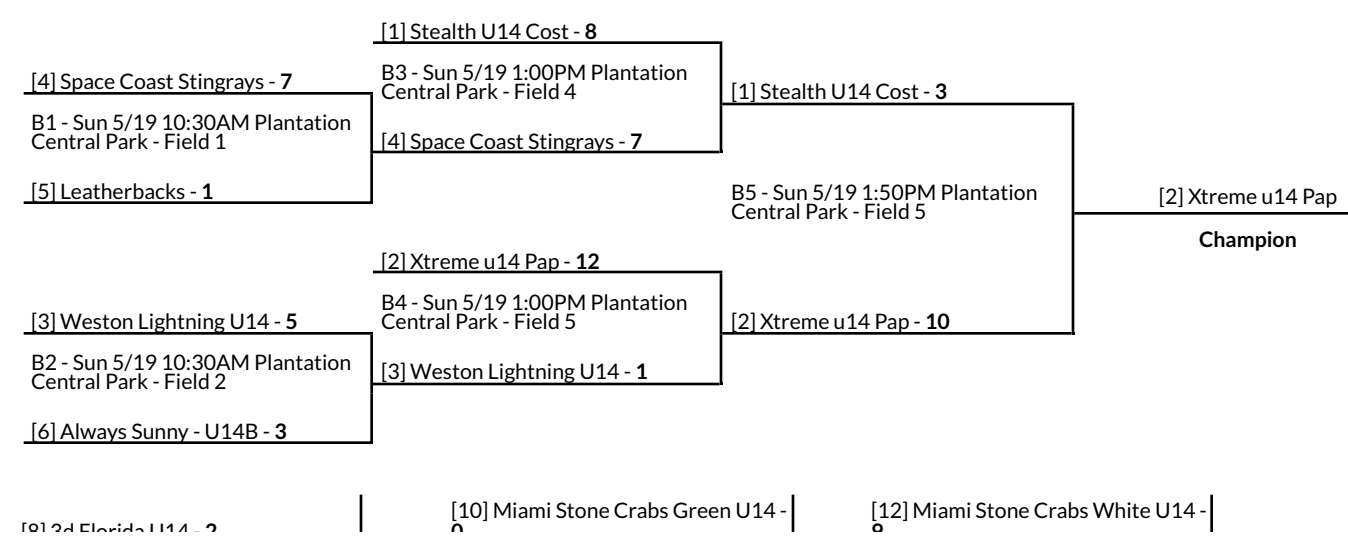 [1] Stealth U14 Cost - 8
B3 - Sun 5/19 1:00PM Plantation
Central Park - Field 4
[4] Space Coast Stingrays - 7
[4] Space Coast Stingrays - 7
B1 - Sun 5/19 10:30AM Plantation
Central Park - Field 1
[5] Leatherbacks - 1
[1] Stealth U14 Cost - 3
B5 - Sun 5/19 1:50PM Plantation
Central Park - Field 5
[2] Xtreme u14 Pap
Champion
[2] Xtreme u14 Pap - 12
B4 - Sun 5/19 1:00PM Plantation
Central Park - Field 5
[3] Weston Lightning U14 - 1
[3] Weston Lightning U14 - 5
B2 - Sun 5/19 10:30AM Plantation
Central Park - Field 2
[6] Always Sunny - U14B - 3
[2] Xtreme u14 Pap - 10
[8] 3d Florida U14 - 2
[10] Miami Stone Crabs Green U14 -
0
[12] Miami Stone Crabs White U14 -